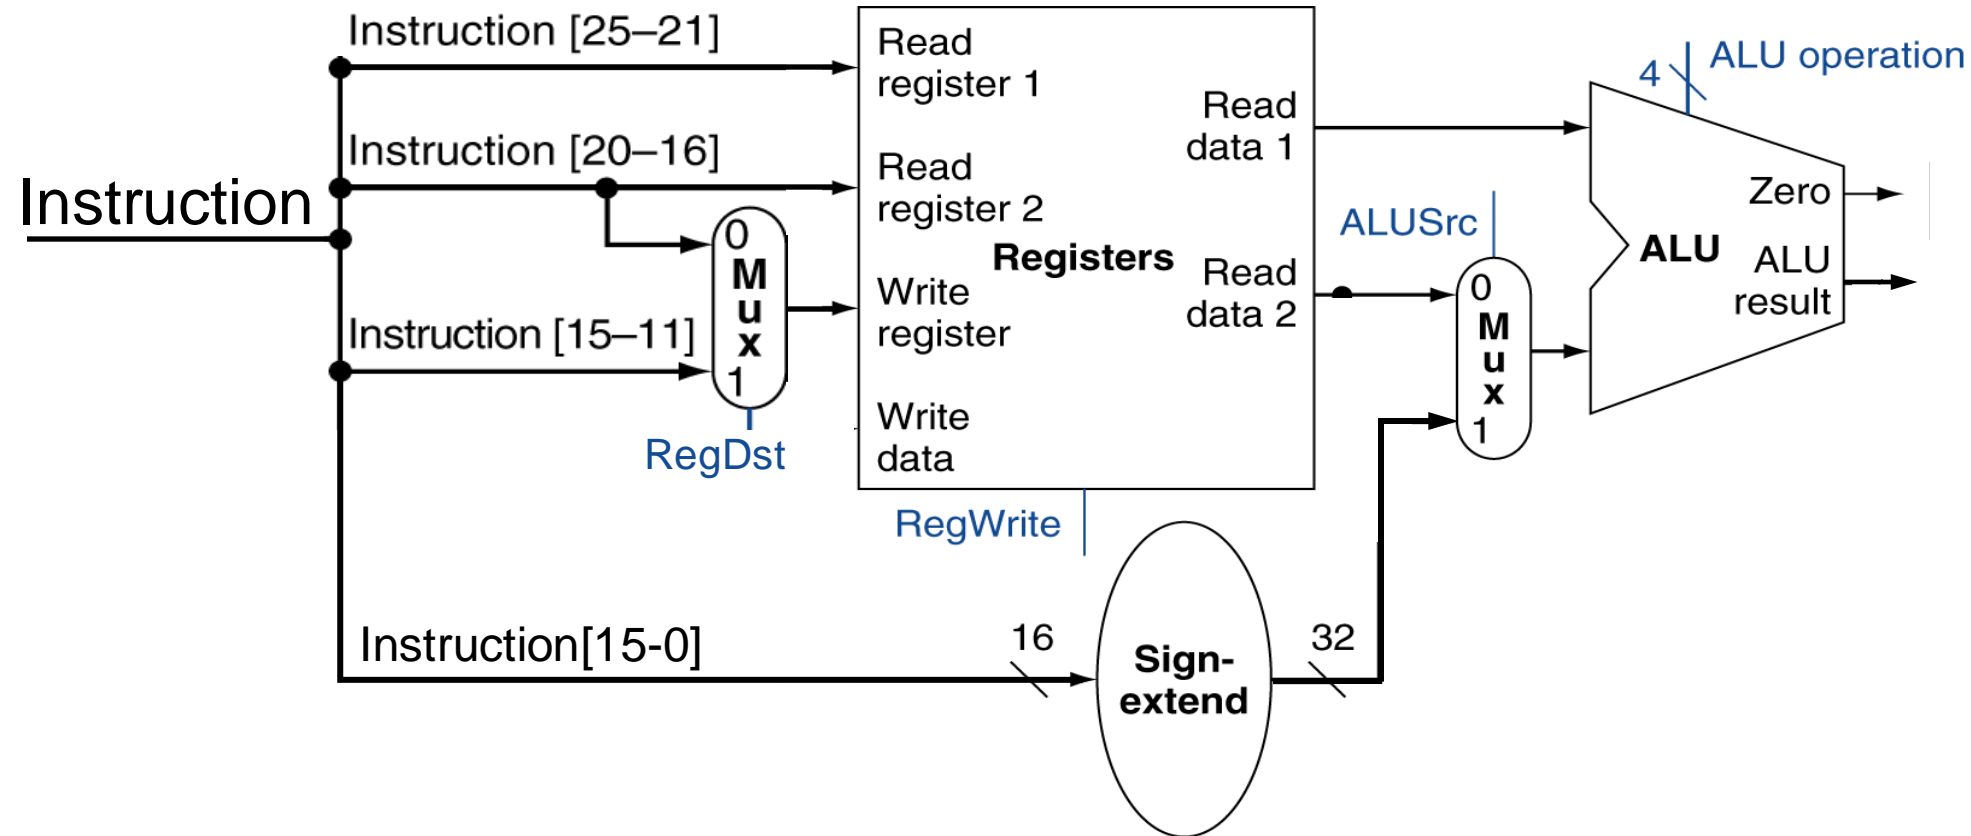 Instruction
Instruction [25–21]
Instruction [20–16]
Instruction [15–11]
Instruction[15-0]
0
M
u
x
1
RegDst
Read
register 1
Read
register 2
Write
register
Write
data
Registers
Read
data 1
Read
data 2
RegWrite
16
Sign-
extend
32
ALUSrc
0
M
u
x
1
4
ALU operation
ALU
Zero
ALU
result